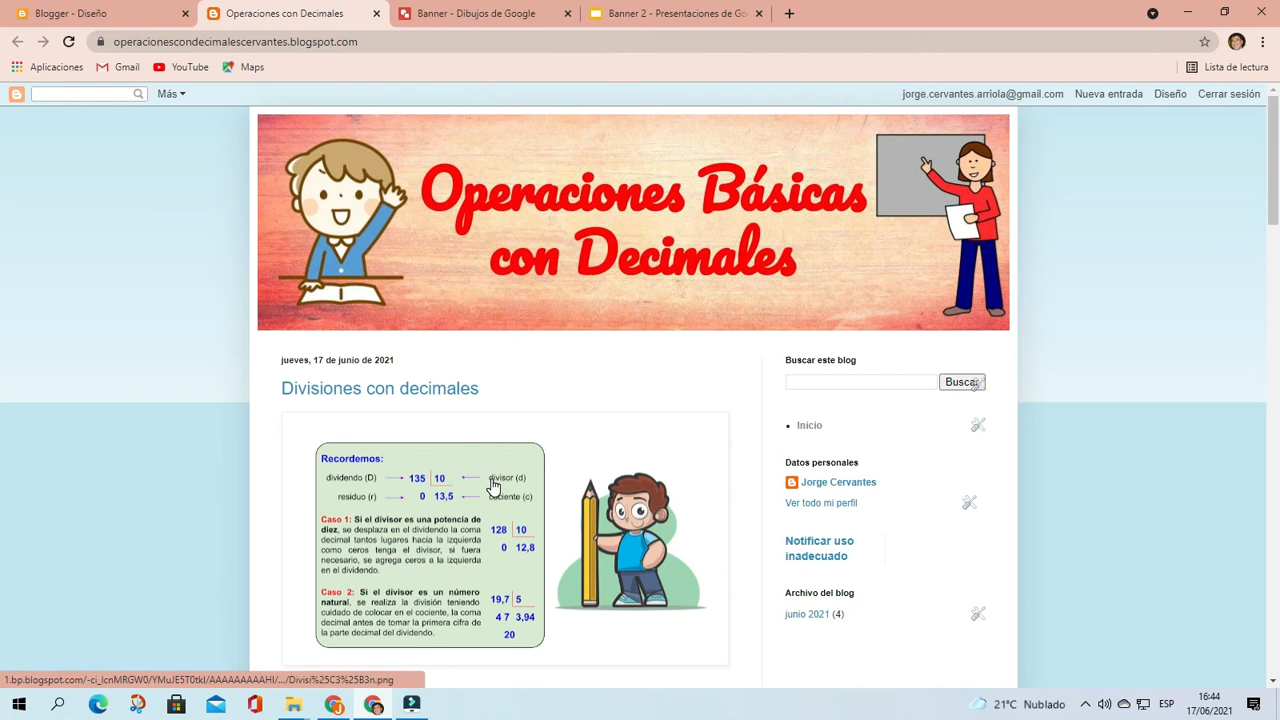 Blogger - Diseño
Operaciones con Decimales
Banner - Dibujos de Google
Banner 2 - Presentaciones de Go
operacionescondecimalescervantes.blogspot.com
Aplicaciones
Gmail
YouTube
Maps
Lista de lectura
Más
jorge.cervantes.arriola@gmail.com
Nueva entrada
Diseño
Cerrar sesión
Operaciones Básicas
con Decimales
jueves, 17 de junio de 2021
Divisiones con decimales
Recordemos:
dividendo (D) 135 10 divisor (d)
residuo (r) 0 13,5 cociente (c)
Caso 1: Si el divisor es una potencia de
diez, se desplaza en el dividendo la coma
decimal tantos lugares hacia la izquierda
como ceros tenga el divisor, si fuera
necesario, se agrega ceros a la izquierda
en el dividendo.
128 10
0 12,8
Caso 2: Si el divisor es un número
natural, se realiza la división teniendo
cuidado de colocar en el cociente, la coma
decimal antes de tomar la primera cifra de
la parte decimal del dividendo.
19,7 5
4 7 3,94
20
Buscar este blog
Buscar
Inicio
Datos personales
Jorge Cervantes
Ver todo mi perfil
Notificar uso
inadecuado
Archivo del blog
junio 2021 (4)
1.bp.blogspot.com/-ci_lcnMRGW0/YMuJE5T0tkI/AAAAAAAAAHI/.../Divisi%25C3%25B3n.png
21°C Nublado
ESP
16:44
17/06/2021